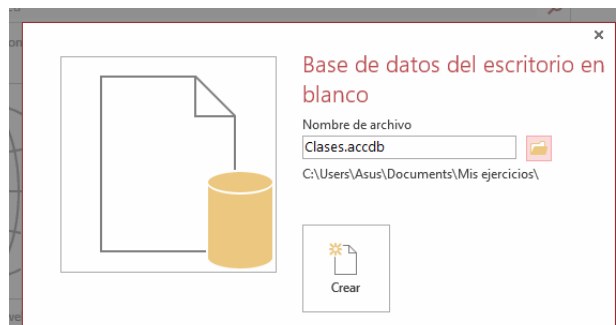 Base de datos del escritorio en
blanco
Nombre de archivo
Clases.accdb
C:\Users\Asus\Documents\Mis ejercicios\
Crear